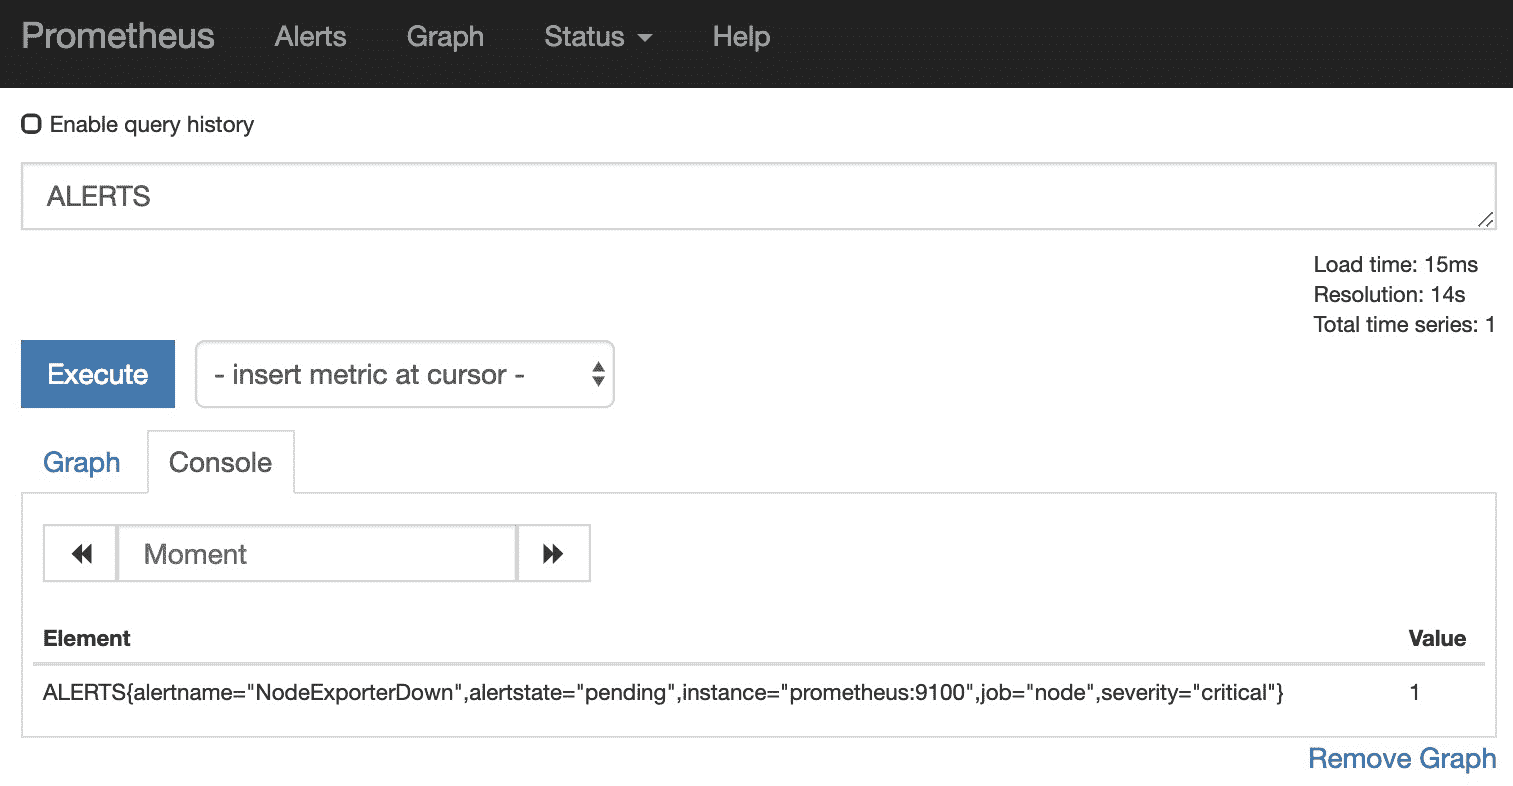 Prometheus Alerts Graph Status Help
Enable query history
ALERTS
Load time: 15ms
Resolution: 14s
Total time series: 1
Execute - insert metric at cursor -
Graph Console
Moment
Element Value
ALERTS{alertname="NodeExporterDown",alertstate="pending",instance="prometheus:9100",job="node",severity="critical"} 1
Remove Graph